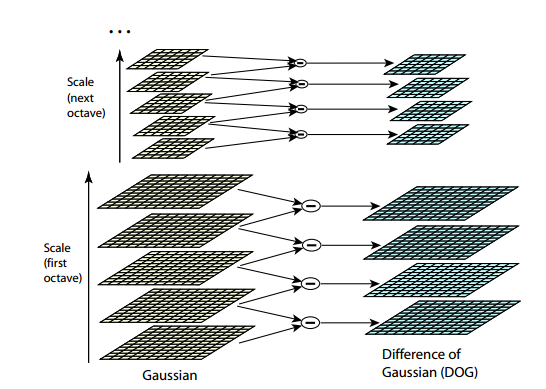 ...
Scale
(next
octave)
Scale
(first
octave)
Gaussian
Difference of
Gaussian (DOG)